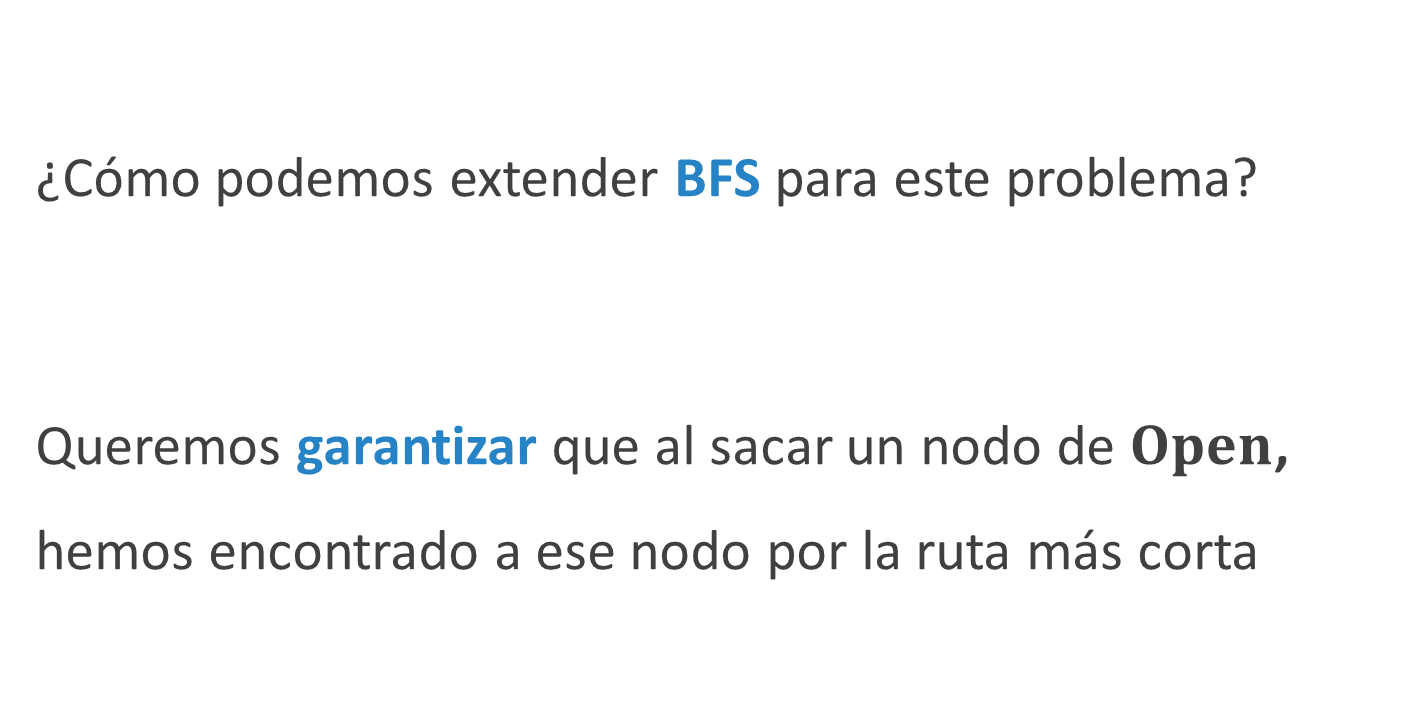 ¿Cómo podemos extender BFS para este problema?
Queremos garantizar que al sacar un nodo de Open,
hemos encontrado a ese nodo por la ruta más corta